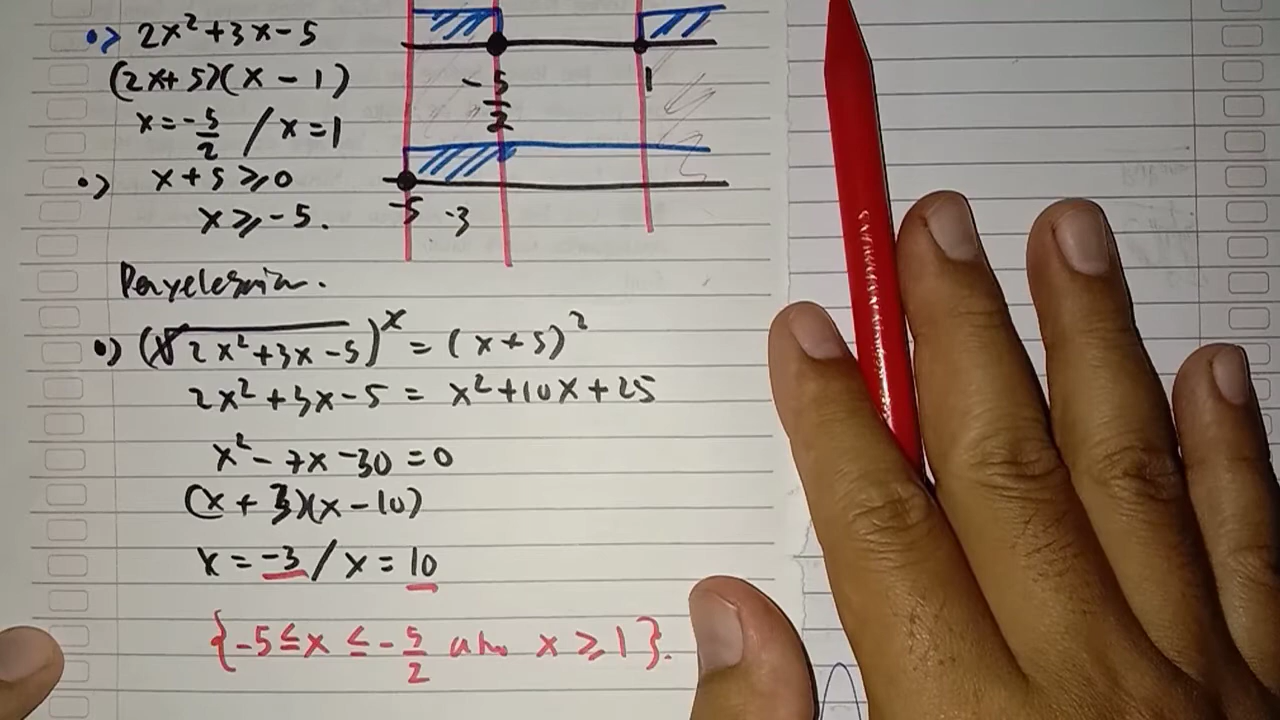 •) 2x² + 3x - 5
(2x + 5)(x - 1)
x = -5/2 / x = 1
•) x + 5 ≥ 0
x ≥ -5.
-5/2 1
-5 -3
Penyelesaian.
•) (√2x² + 3x - 5)² = (x + 5)²
2x² + 3x - 5 = x² + 10x + 25
x² - 7x - 30 = 0
(x + 3)(x - 10)
x = -3 / x = 10
{-5 ≤ x ≤ -5/2 atau x ≥ 1}.